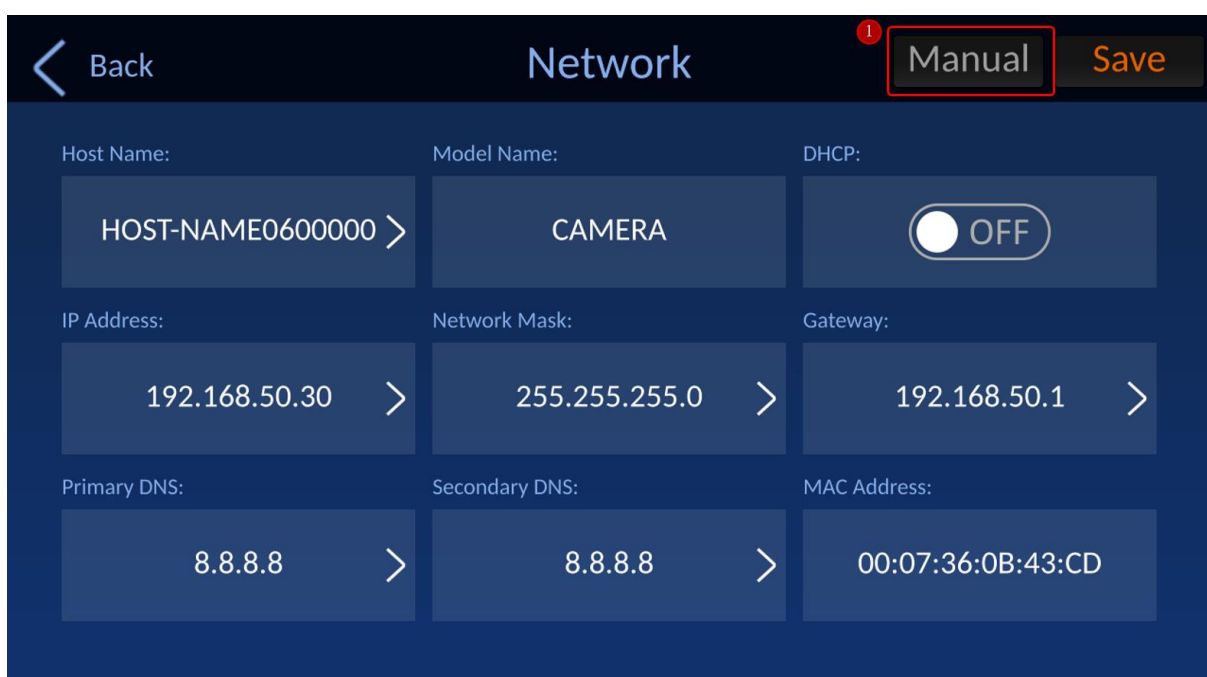 Back Network 1 Manual Save
Host Name: Model Name: DHCP:
HOST-NAME0600000 CAMERA OFF
IP Address: Network Mask: Gateway:
192.168.50.30 255.255.255.0 192.168.50.1
Primary DNS: Secondary DNS: MAC Address:
8.8.8.8 8.8.8.8 00:07:36:0B:43:CD